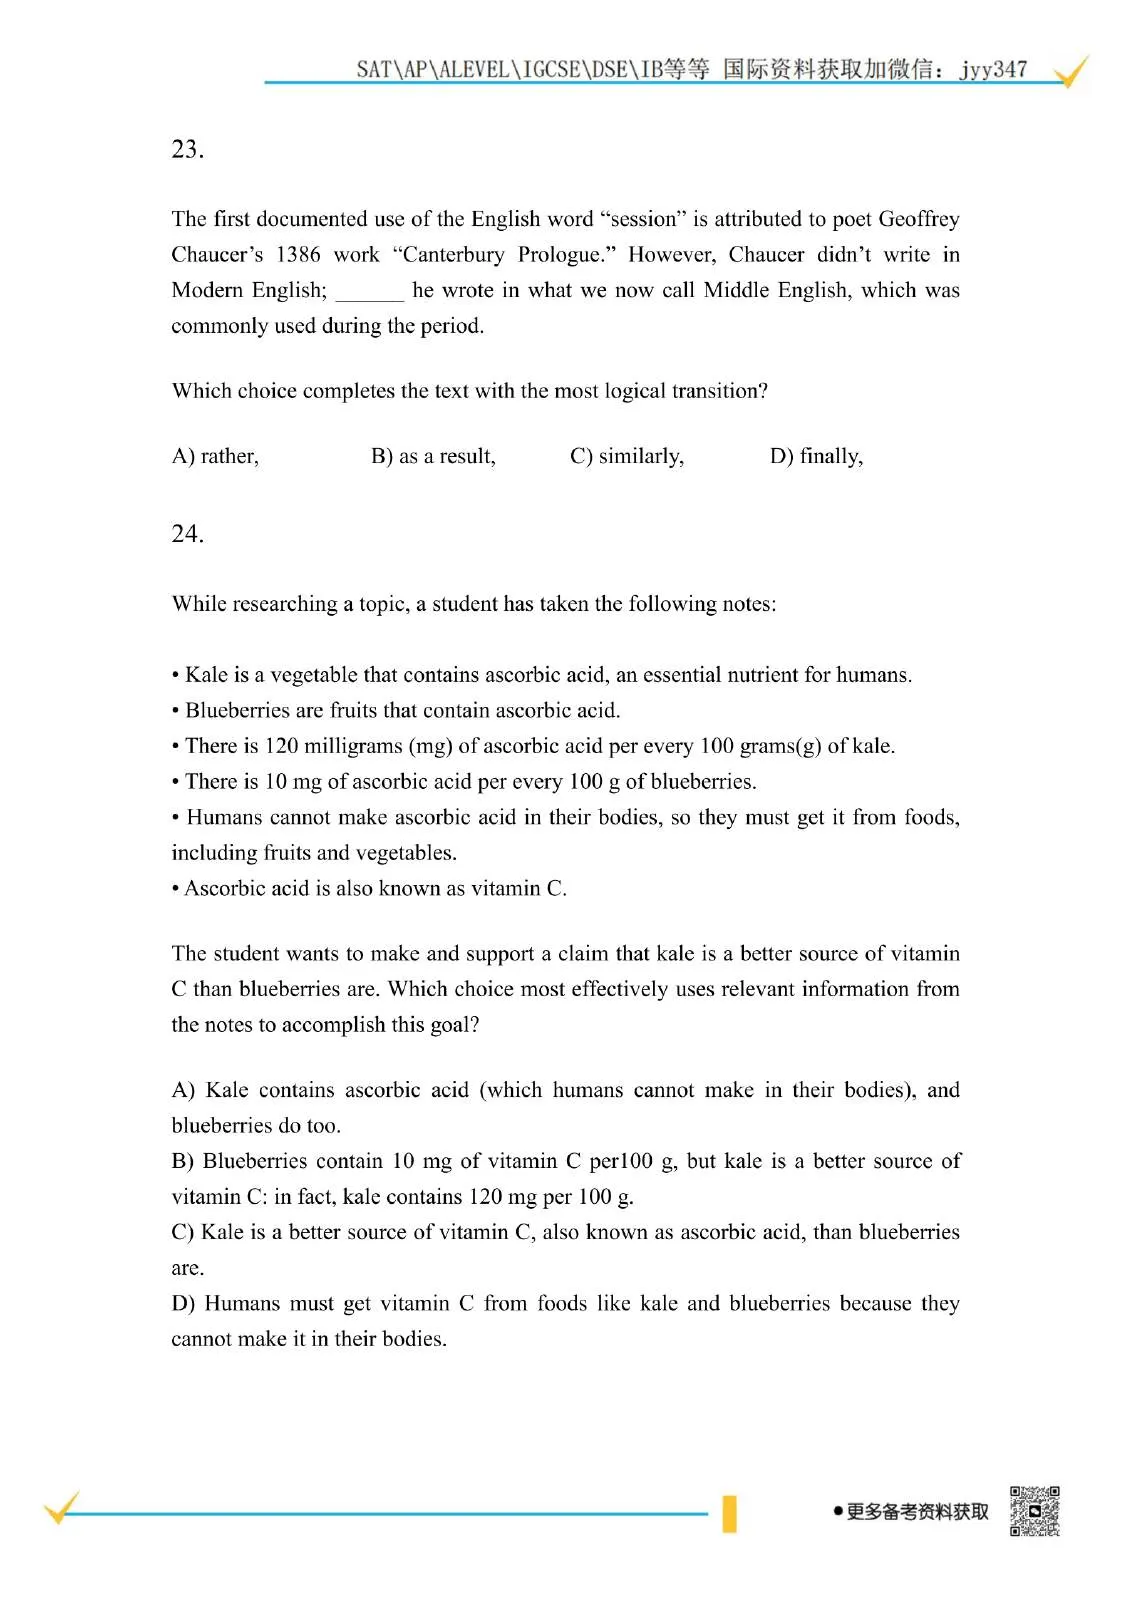 SAT\AP\ALEVEL\IGCSE\DSE\IB等等 国际资料获取加微信：jyy347
23.
The first documented use of the English word “session” is attributed to poet Geoffrey
Chaucer’s 1386 work “Canterbury Prologue.” However, Chaucer didn’t write in
Modern English; ______ he wrote in what we now call Middle English, which was
commonly used during the period.
Which choice completes the text with the most logical transition?
A) rather, B) as a result, C) similarly, D) finally,
24.
While researching a topic, a student has taken the following notes:
• Kale is a vegetable that contains ascorbic acid, an essential nutrient for humans.
• Blueberries are fruits that contain ascorbic acid.
• There is 120 milligrams (mg) of ascorbic acid per every 100 grams(g) of kale.
• There is 10 mg of ascorbic acid per every 100 g of blueberries.
• Humans cannot make ascorbic acid in their bodies, so they must get it from foods,
including fruits and vegetables.
• Ascorbic acid is also known as vitamin C.
The student wants to make and support a claim that kale is a better source of vitamin
C than blueberries are. Which choice most effectively uses relevant information from
the notes to accomplish this goal?
A) Kale contains ascorbic acid (which humans cannot make in their bodies), and
blueberries do too.
B) Blueberries contain 10 mg of vitamin C per100 g, but kale is a better source of
vitamin C: in fact, kale contains 120 mg per 100 g.
C) Kale is a better source of vitamin C, also known as ascorbic acid, than blueberries
are.
D) Humans must get vitamin C from foods like kale and blueberries because they
cannot make it in their bodies.
●更多备考资料获取